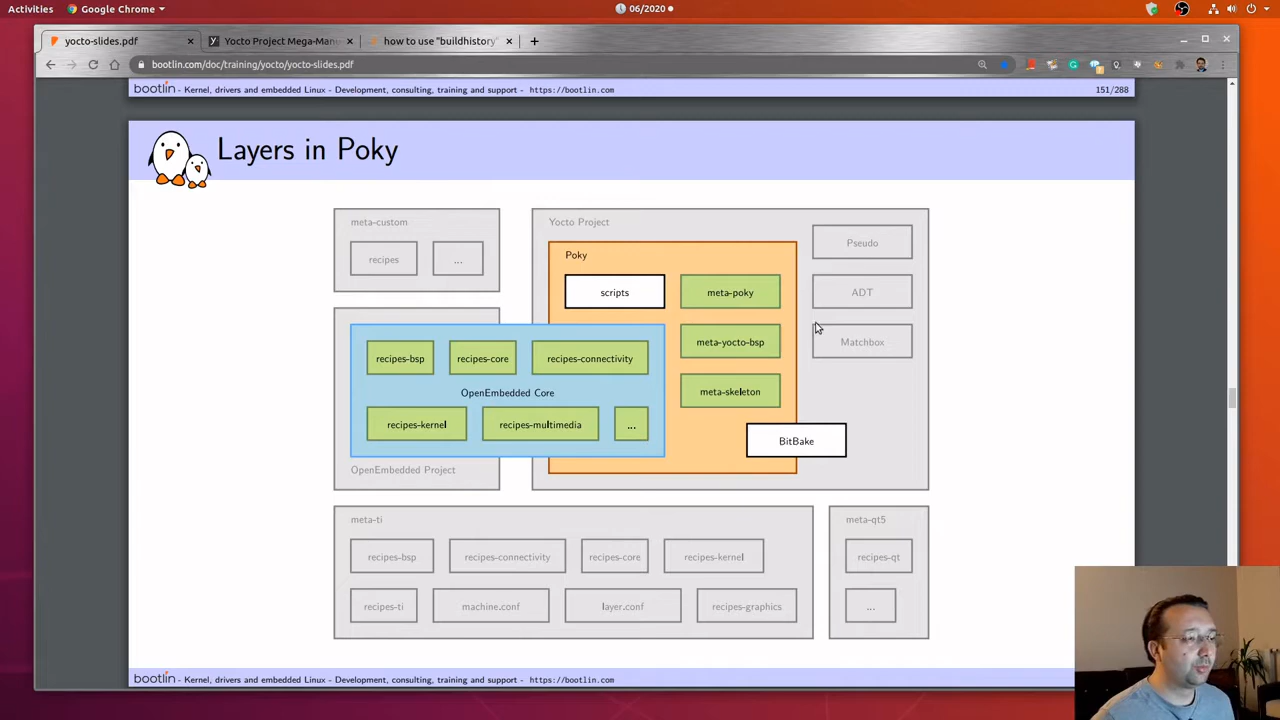 Activities
Google Chrome
06/2020
yocto-slides.pdf
Yocto Project Mega-Man
how to use "buildhistory"
bootlin.com/doc/training/yocto/yocto-slides.pdf
bootlin - Kernel, drivers and embedded Linux - Development, consulting, training and support - https://bootlin.com
151/288
Layers in Poky
meta-custom
recipes
...
Yocto Project
Poky
scripts
meta-poky
meta-yocto-bsp
meta-skeleton
BitBake
Pseudo
ADT
Matchbox
recipes-bsp
recipes-core
recipes-connectivity
OpenEmbedded Core
recipes-kernel
recipes-multimedia
...
OpenEmbedded Project
meta-ti
recipes-bsp
recipes-connectivity
recipes-core
recipes-kernel
recipes-ti
machine.conf
layer.conf
recipes-graphics
meta-qt5
recipes-qt
...
bootlin - Kernel, drivers and embedded Linux - Development, consulting, training and support - https://bootlin.com